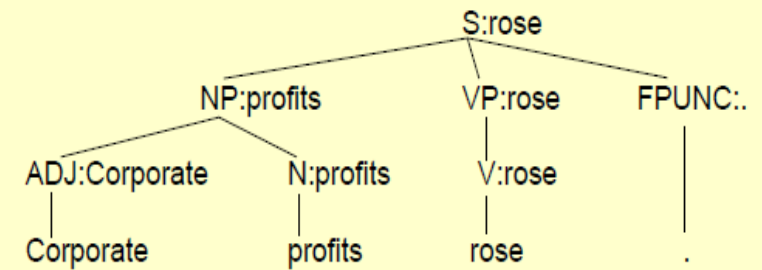 S:rose
NP:profits VP:rose FPUNC:.
ADJ:Corporate N:profits V:rose
Corporate profits rose .